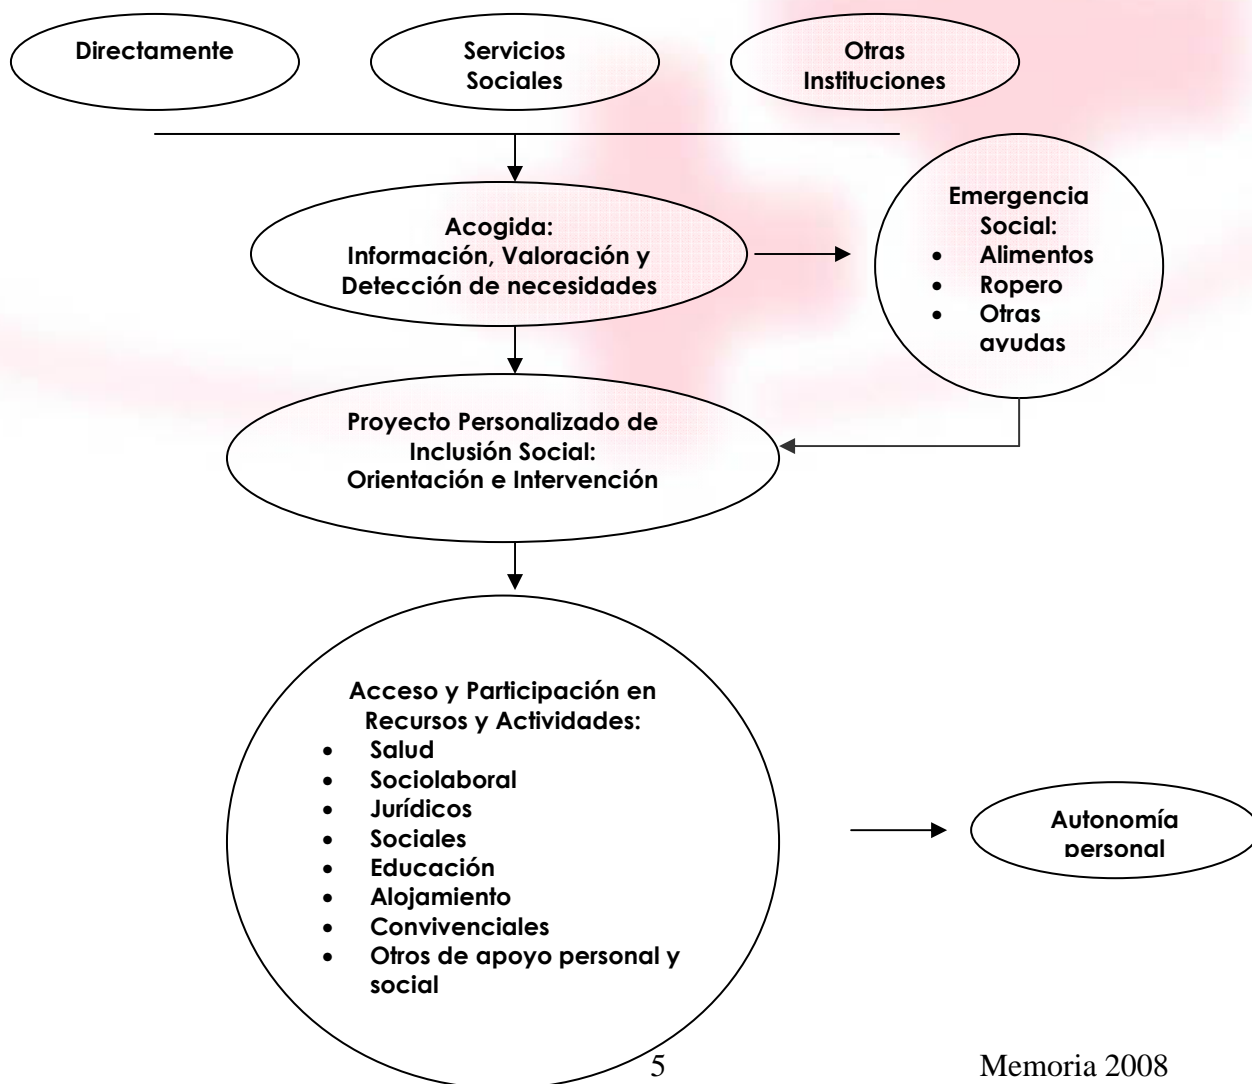 Directamente
Servicios
Sociales
Otras
Instituciones
Acogida:
Información, Valoración y
Detección de necesidades
Emergencia
Social:
• Alimentos
• Ropero
• Otras
ayudas
Proyecto Personalizado de
Inclusión Social:
Orientación e Intervención
Acceso y Participación en
Recursos y Actividades:
• Salud
• Sociolaboral
• Jurídicos
• Sociales
• Educación
• Alojamiento
• Convivenciales
• Otros de apoyo personal y
social
Autonomía
personal
5
Memoria 2008